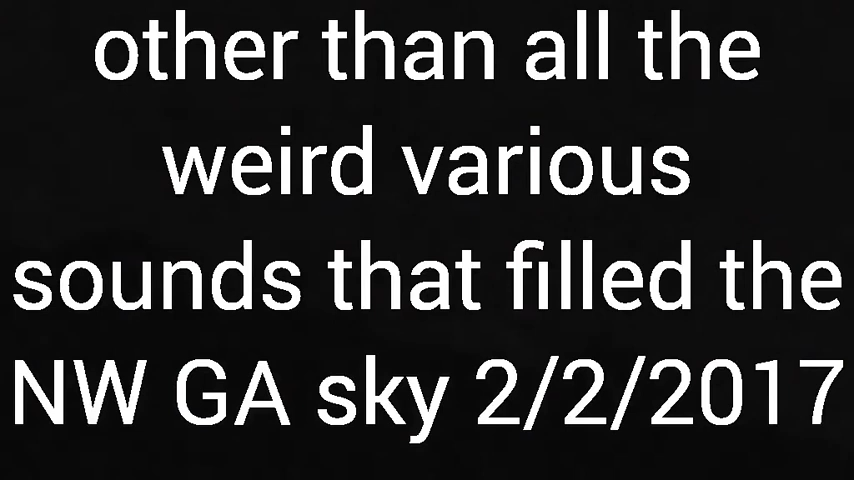 other than all the
weird various
sounds that filled the
NW GA sky 2/2/2017